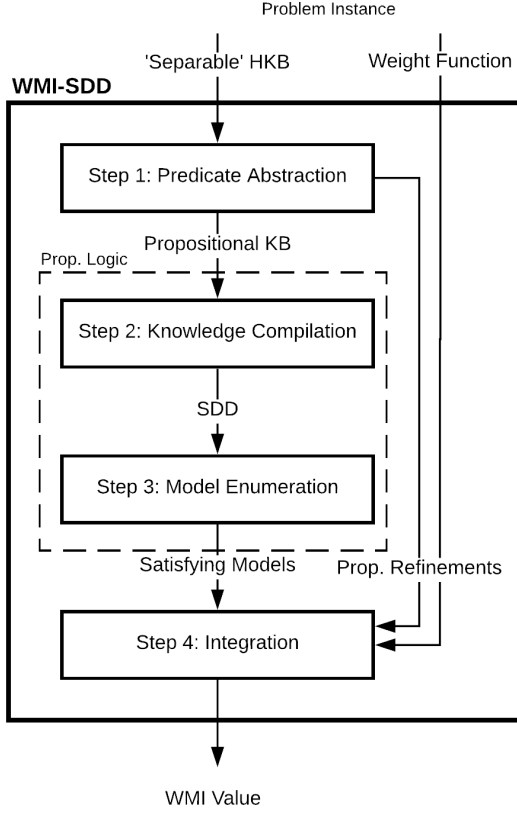 Problem Instance
'Separable' HKB
Weight Function
WMI-SDD
Step 1: Predicate Abstraction
Propositional KB
Prop. Logic
Step 2: Knowledge Compilation
SDD
Step 3: Model Enumeration
Satisfying Models
Prop. Refinements
Step 4: Integration
WMI Value